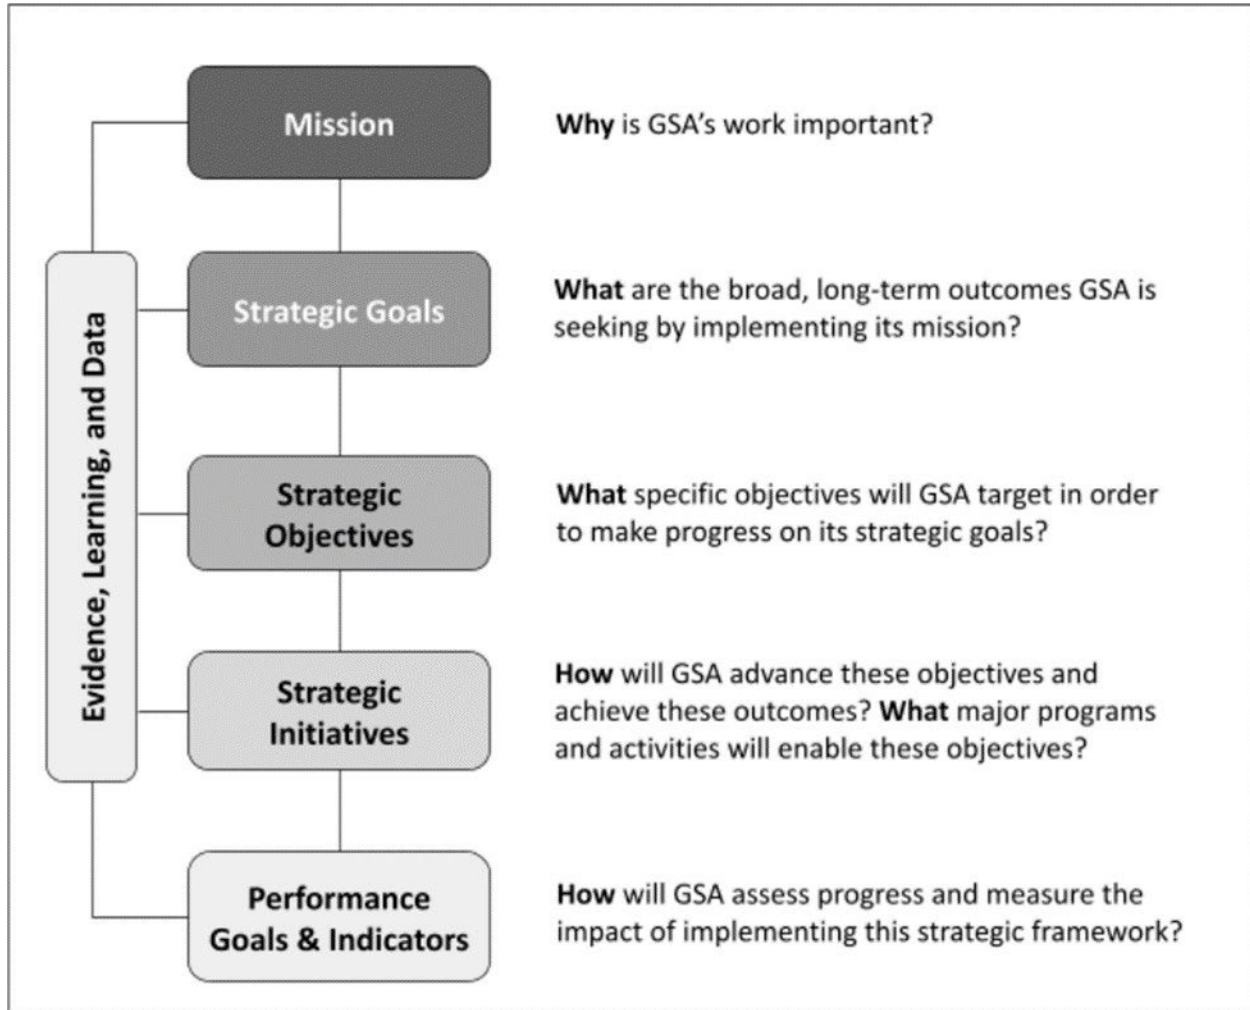 Mission
Why is GSA's work important?
Strategic Goals
What are the broad, long-term outcomes GSA is
seeking by implementing its mission?
Evidence, Learning, and Data
Strategic
Objectives
What specific objectives will GSA target in order
to make progress on its strategic goals?
Strategic
Initiatives
How will GSA advance these objectives and
achieve these outcomes? What major programs
and activities will enable these objectives?
Performance
Goals & Indicators
How will GSA assess progress and measure the
impact of implementing this strategic framework?